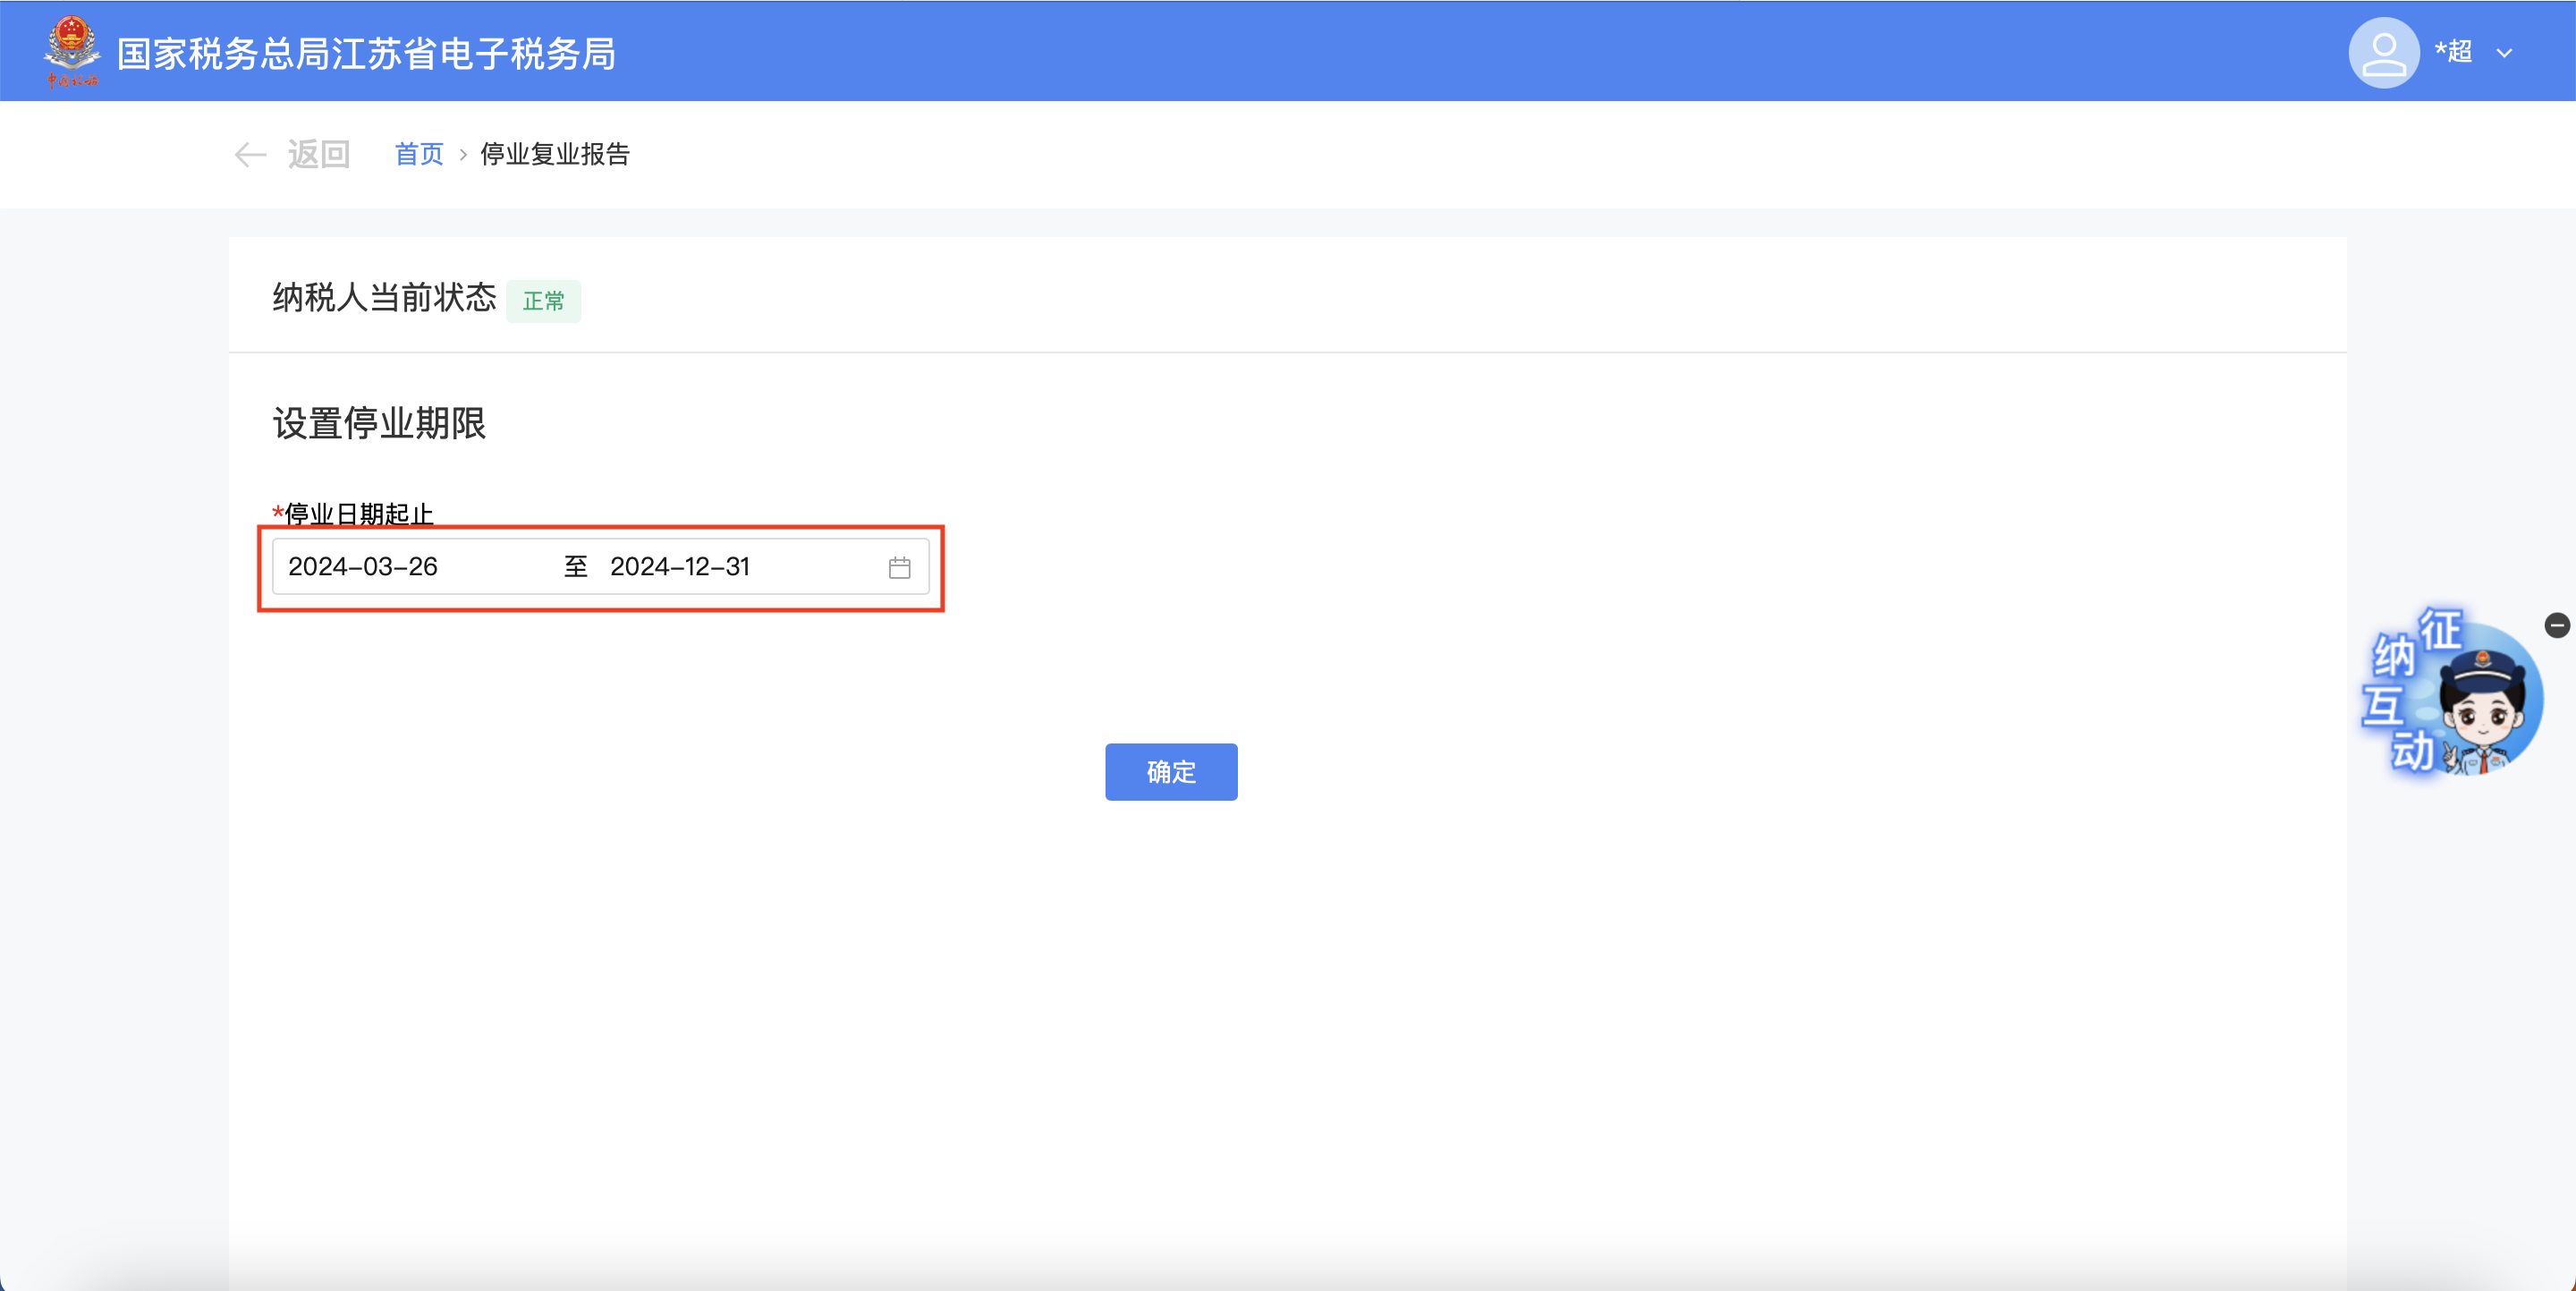 国家税务总局江苏省电子税务局
*超
返回 首页 › 停业复业报告
纳税人当前状态 正常
设置停业期限
*停业日期起止
2024-03-26 至 2024-12-31
征纳互动
确定